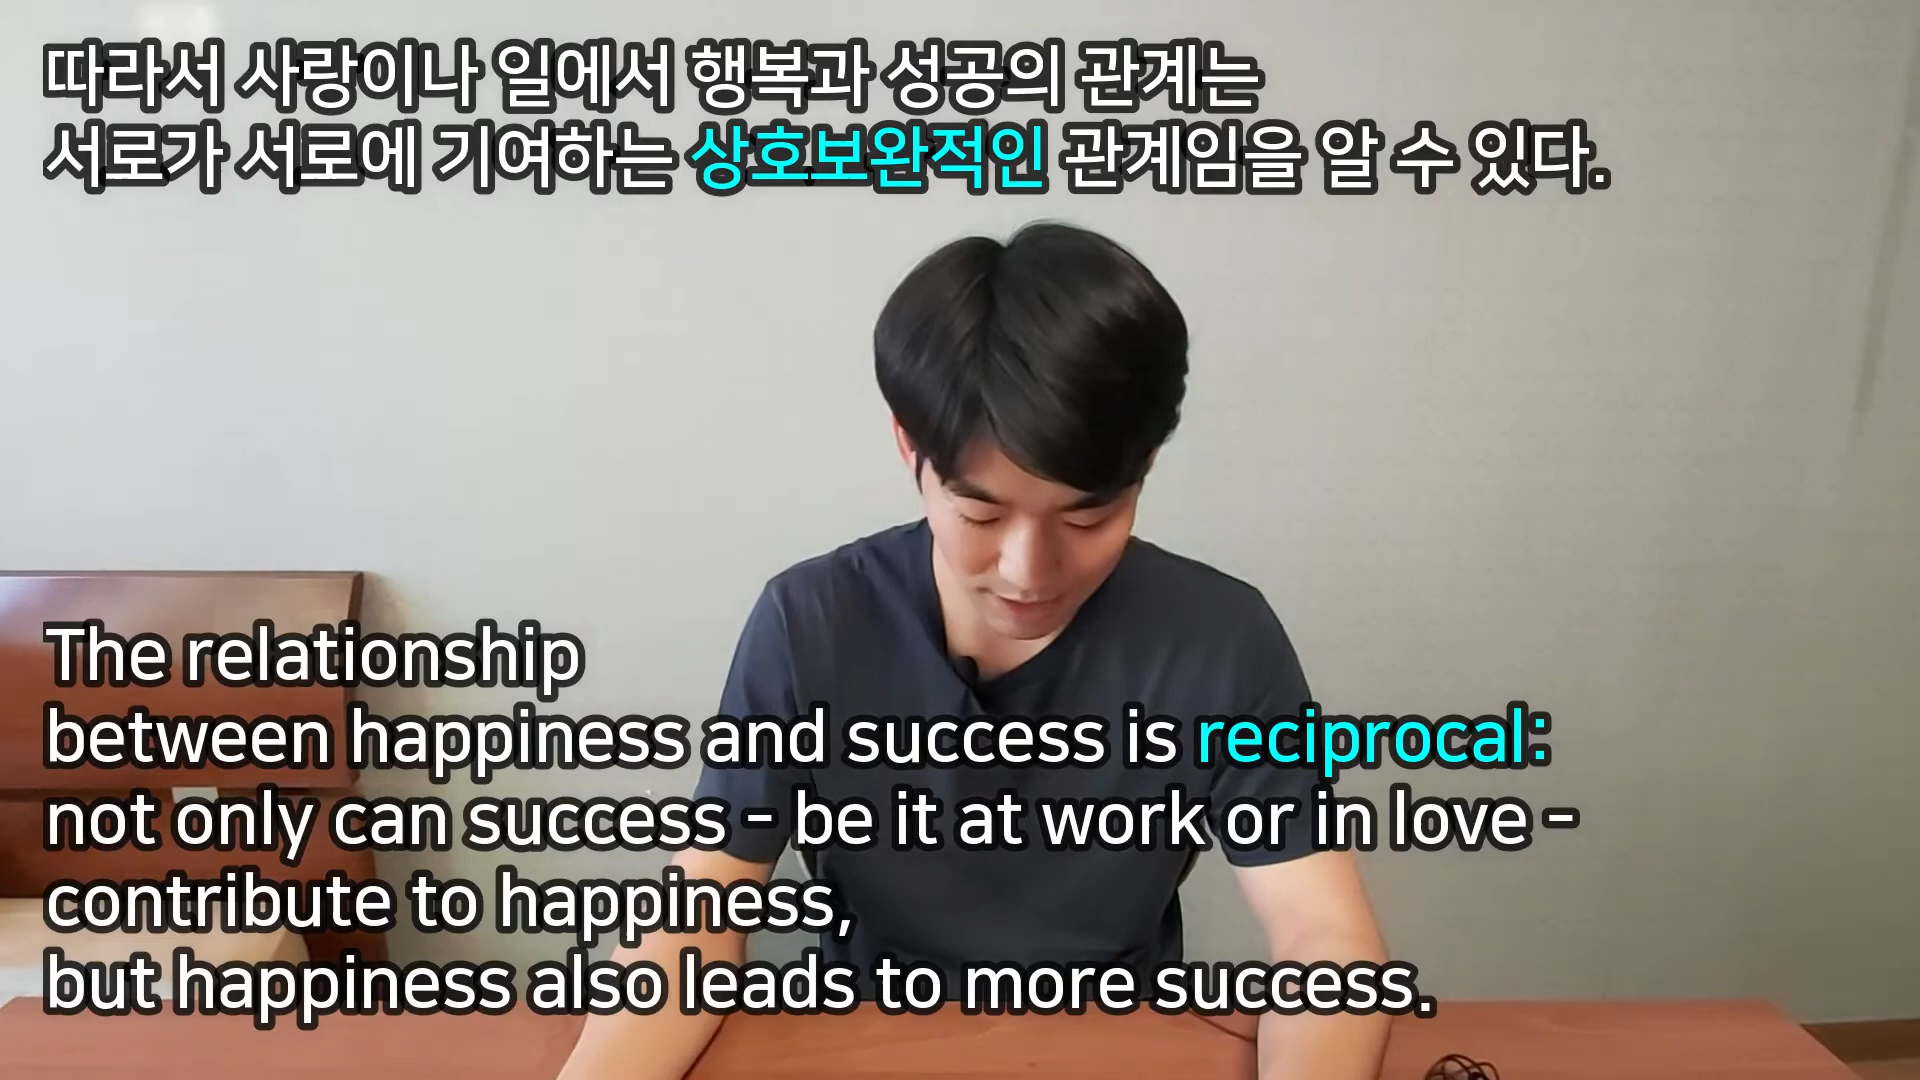 따라서 사랑이나 일에서 행복과 성공의 관계는
서로가 서로에 기여하는 상호보완적인 관계임을 알 수 있다.
The relationship
between happiness and success is reciprocal:
not only can success - be it at work or in love -
contribute to happiness,
but happiness also leads to more success.